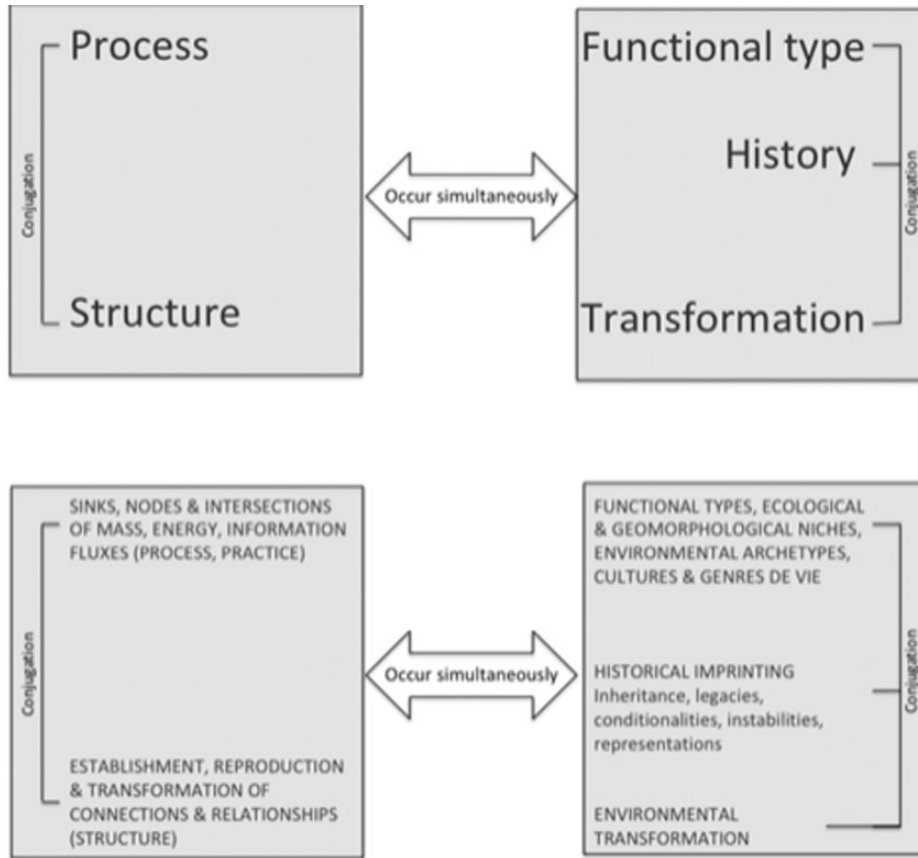 Process
Conjugation
Structure
Occur simultaneously
Functional type
History
Conjugation
Transformation
SINKS, NODES & INTERSECTIONS
OF MASS, ENERGY, INFORMATION
FLUXES (PROCESS, PRACTICE)
Conjugation
ESTABLISHMENT, REPRODUCTION
& TRANSFORMATION OF
CONNECTIONS & RELATIONSHIPS
(STRUCTURE)
Occur simultaneously
FUNCTIONAL TYPES, ECOLOGICAL
& GEOMORPHOLOGICAL NICHES,
ENVIRONMENTAL ARCHETYPES,
CULTURES & GENRES DE VIE
HISTORICAL IMPRINTING
Inheritance, legacies,
conditionalities, instabilities,
representations
Conjugation
ENVIRONMENTAL
TRANSFORMATION